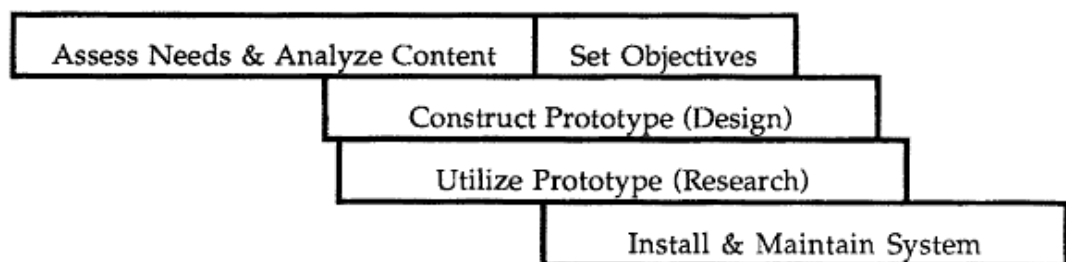 Assess Needs & Analyze Content
Set Objectives
Construct Prototype (Design)
Utilize Prototype (Research)
Install & Maintain System